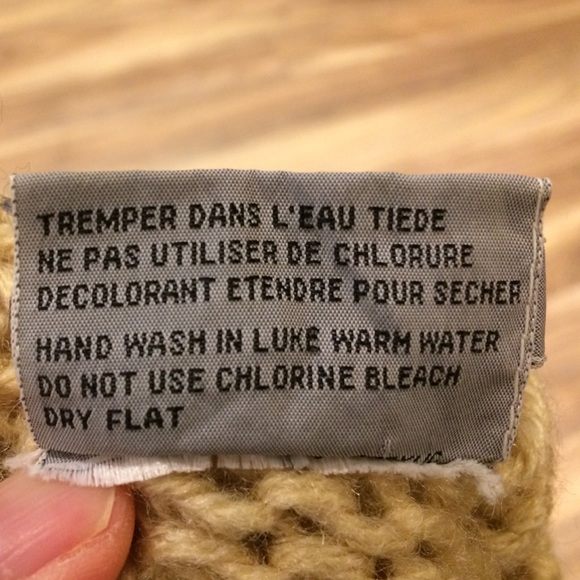 TREMPER DANS L'EAU TIEDE
NE PAS UTILISER DE CHLORURE
DECOLORANT ETENDRE POUR SECHER
HAND WASH IN LUKE WARM WATER
DO NOT USE CHLORINE BLEACH
DRY FLAT